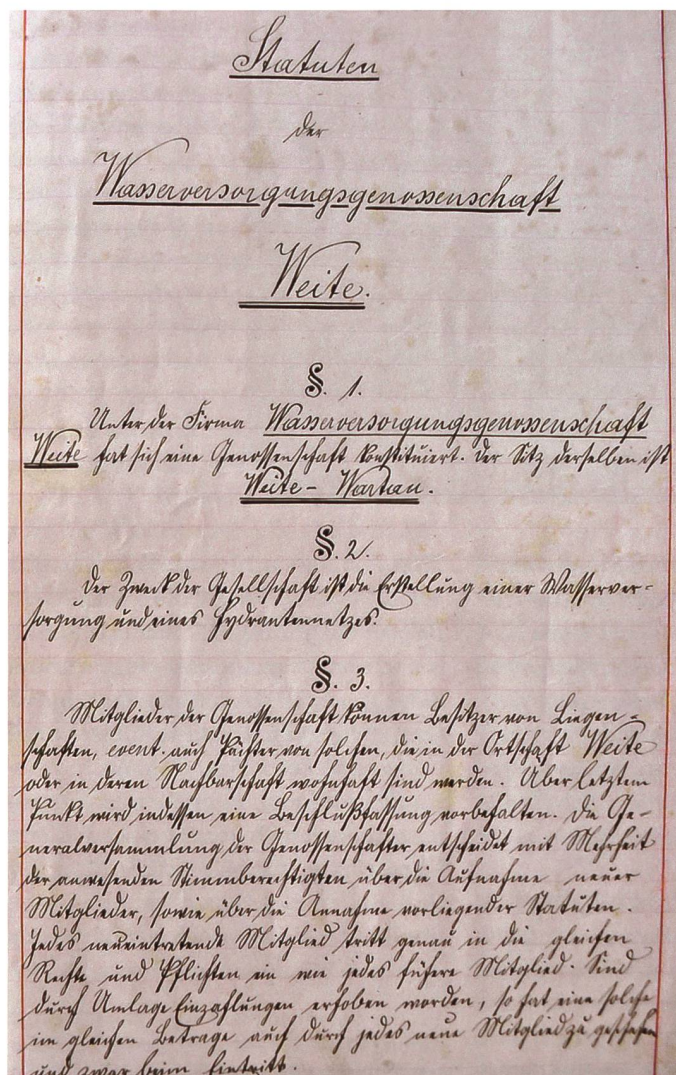 Statuten
der
Wasserversorgungsgenossenschaft
Weite.
§. 1.
Unter der Firma Wasserversorgungsgenossenschaft
Weite hat sich eine Genossenschaft konstituiert. Der Sitz derselben ist
Weite - Wartau.
§. 2.
Der Zweck der Gesellschaft ist die Erstellung einer Wasserver-
sorgung und eines Hydrantennetzes.
§. 3.
Mitglieder der Genossenschaft können Besitzer von Liegen-
schaften, event. auch Pächter von solchen, die in der Ortschaft Weite
oder in deren Nachbarschaft wohnhaft sind werden. Über letztern
Punkt wird indessen eine Beschlußfassung vorbehalten. Die Ge-
neralversammlung der Genossenschafter entscheidet mit Mehrheit
der anwesenden Stimmberechtigten über die Aufnahme neuer
Mitglieder, sowie über die Annahme vorliegender Statuten.
Jedes neueintretende Mitglied tritt genau in die gleichen
Rechte und Pflichten ein wie jedes frühere Mitglied. Sind
durch Umlage Einzahlungen erhoben worden, so hat eine solche
im gleichen Betrage auch durch jedes neue Mitglied zu geschehen
und zwar beim Eintritt.